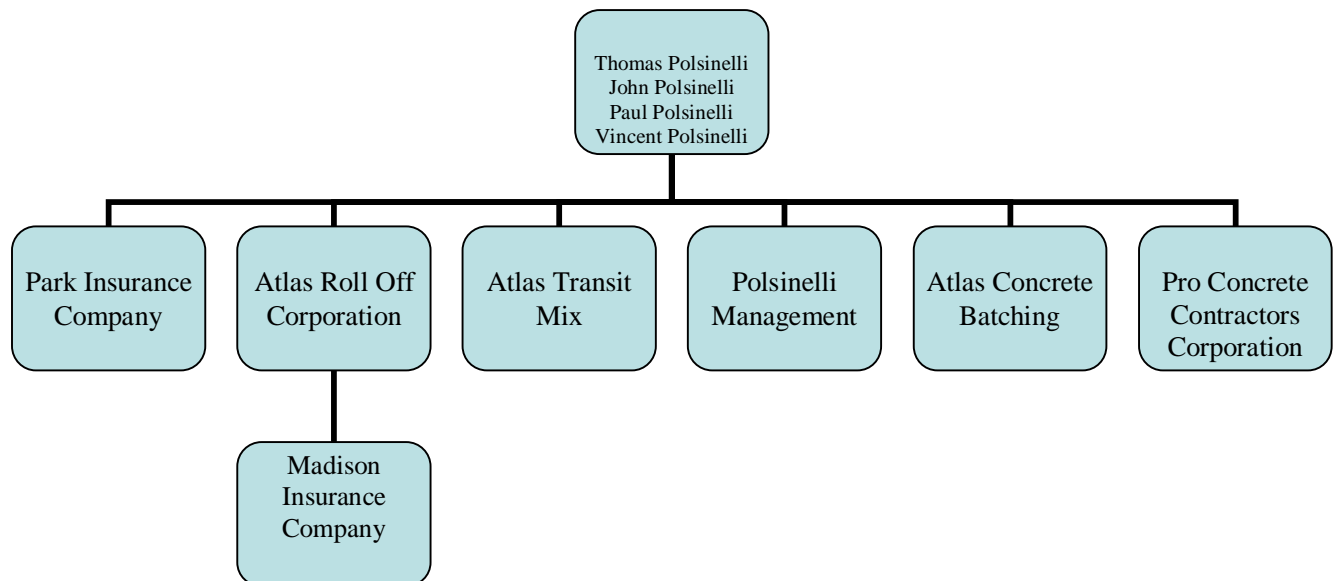 Thomas Polsinelli
John Polsinelli
Paul Polsinelli
Vincent Polsinelli
Park Insurance
Company
Atlas Roll Off
Corporation
Atlas Transit
Mix
Polsinelli
Management
Atlas Concrete
Batching
Pro Concrete
Contractors
Corporation
Madison
Insurance
Company